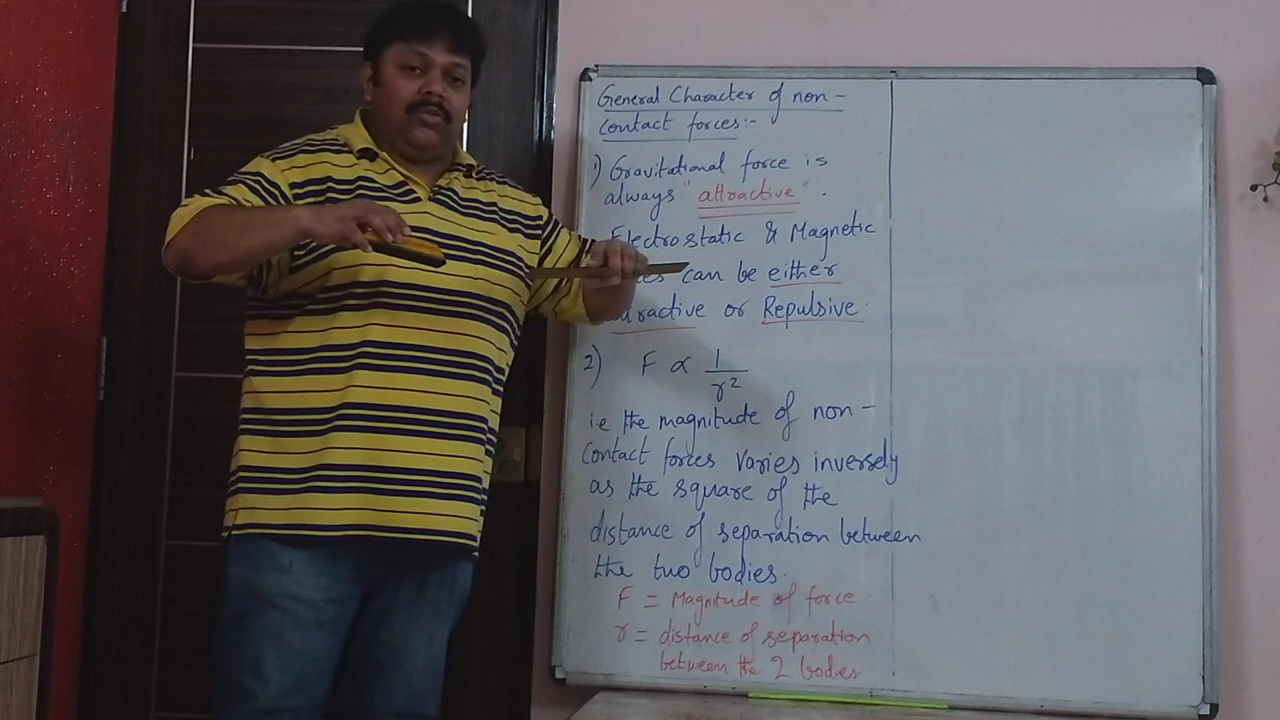 General Character of non-
contact forces:-
1) Gravitational force is
always "attractive".
Electrostatic & Magnetic
can be either
or Repulsive.
2) F ∝ 1/r²
i.e the magnitude of non-
contact forces varies inversely
as the square of the
distance of separation between
the two bodies.
F = Magnitude of force
r = distance of separation
between the 2 bodies